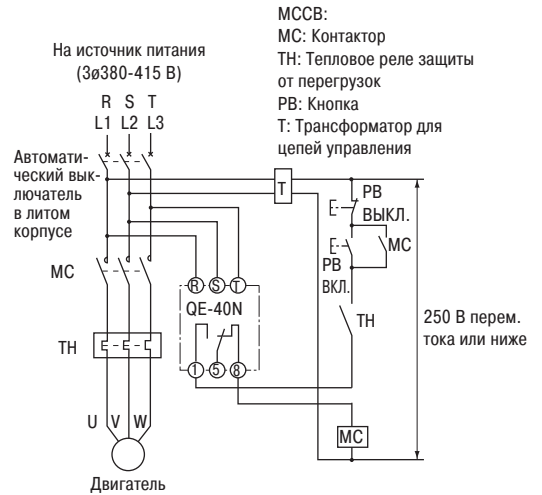 MCCB:
MC: Контактор
TH: Тепловое реле защиты
от перегрузок
PB: Кнопка
T: Трансформатор для
цепей управления
На источник питания
(3ø380-415 В)
R S T
L1 L2 L3
Автомати-
ческий вык-
лючатель
в литом
корпусе
T
PB
ВЫКЛ.
MC
PB
ВКЛ.
MC
R S T
QE-40N
TH
TH
250 В перем.
тока или ниже
1 5 8
U V W
MC
Двигатель